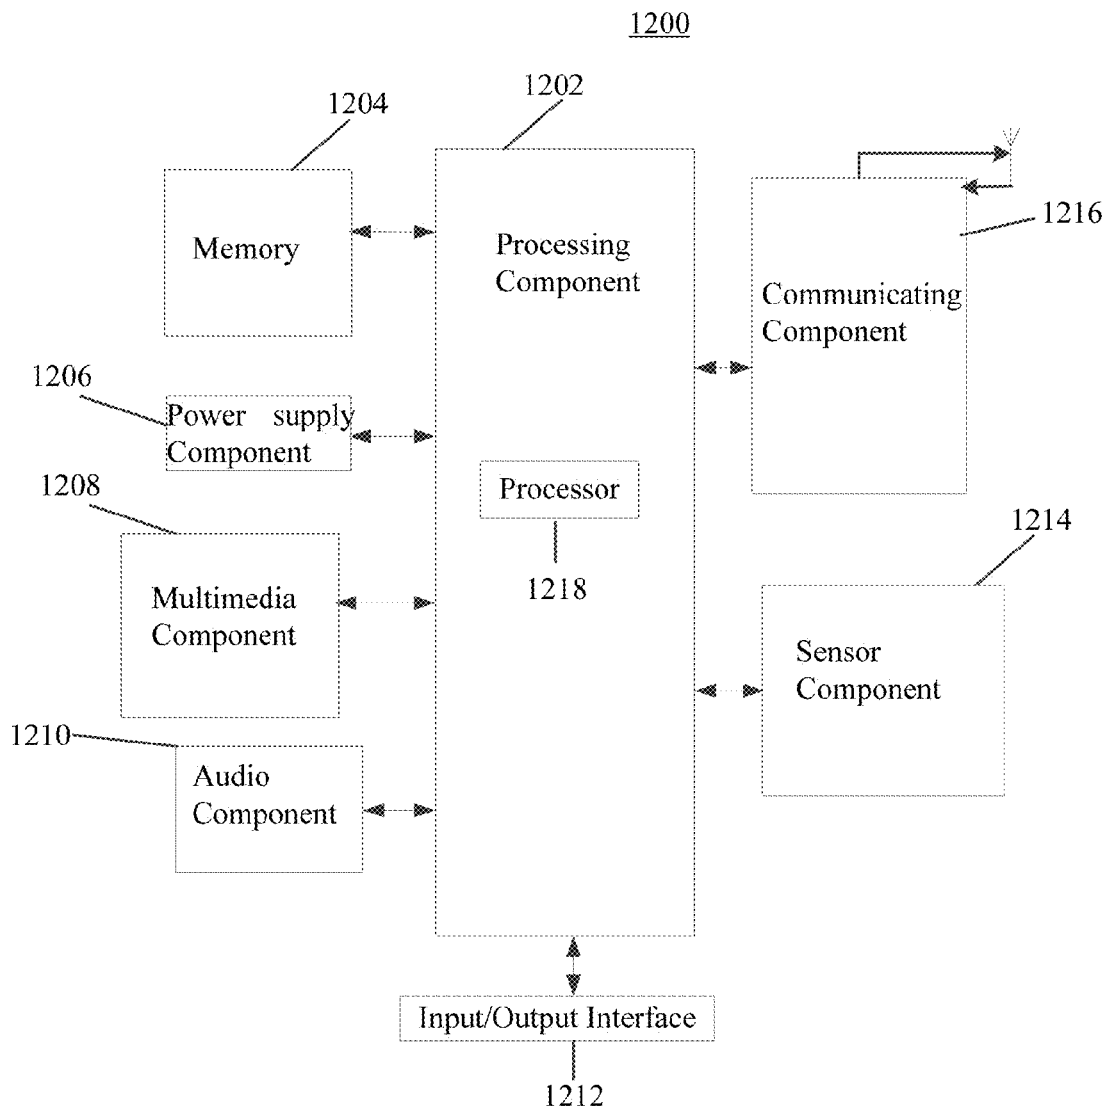 1200
1202
1204
Memory
Processing
Component
1216
Communicating
Component
1206
Power supply
Component
Processor
1218
1208
Multimedia
Component
1214
Sensor
Component
1210
Audio
Component
Input/Output Interface
1212